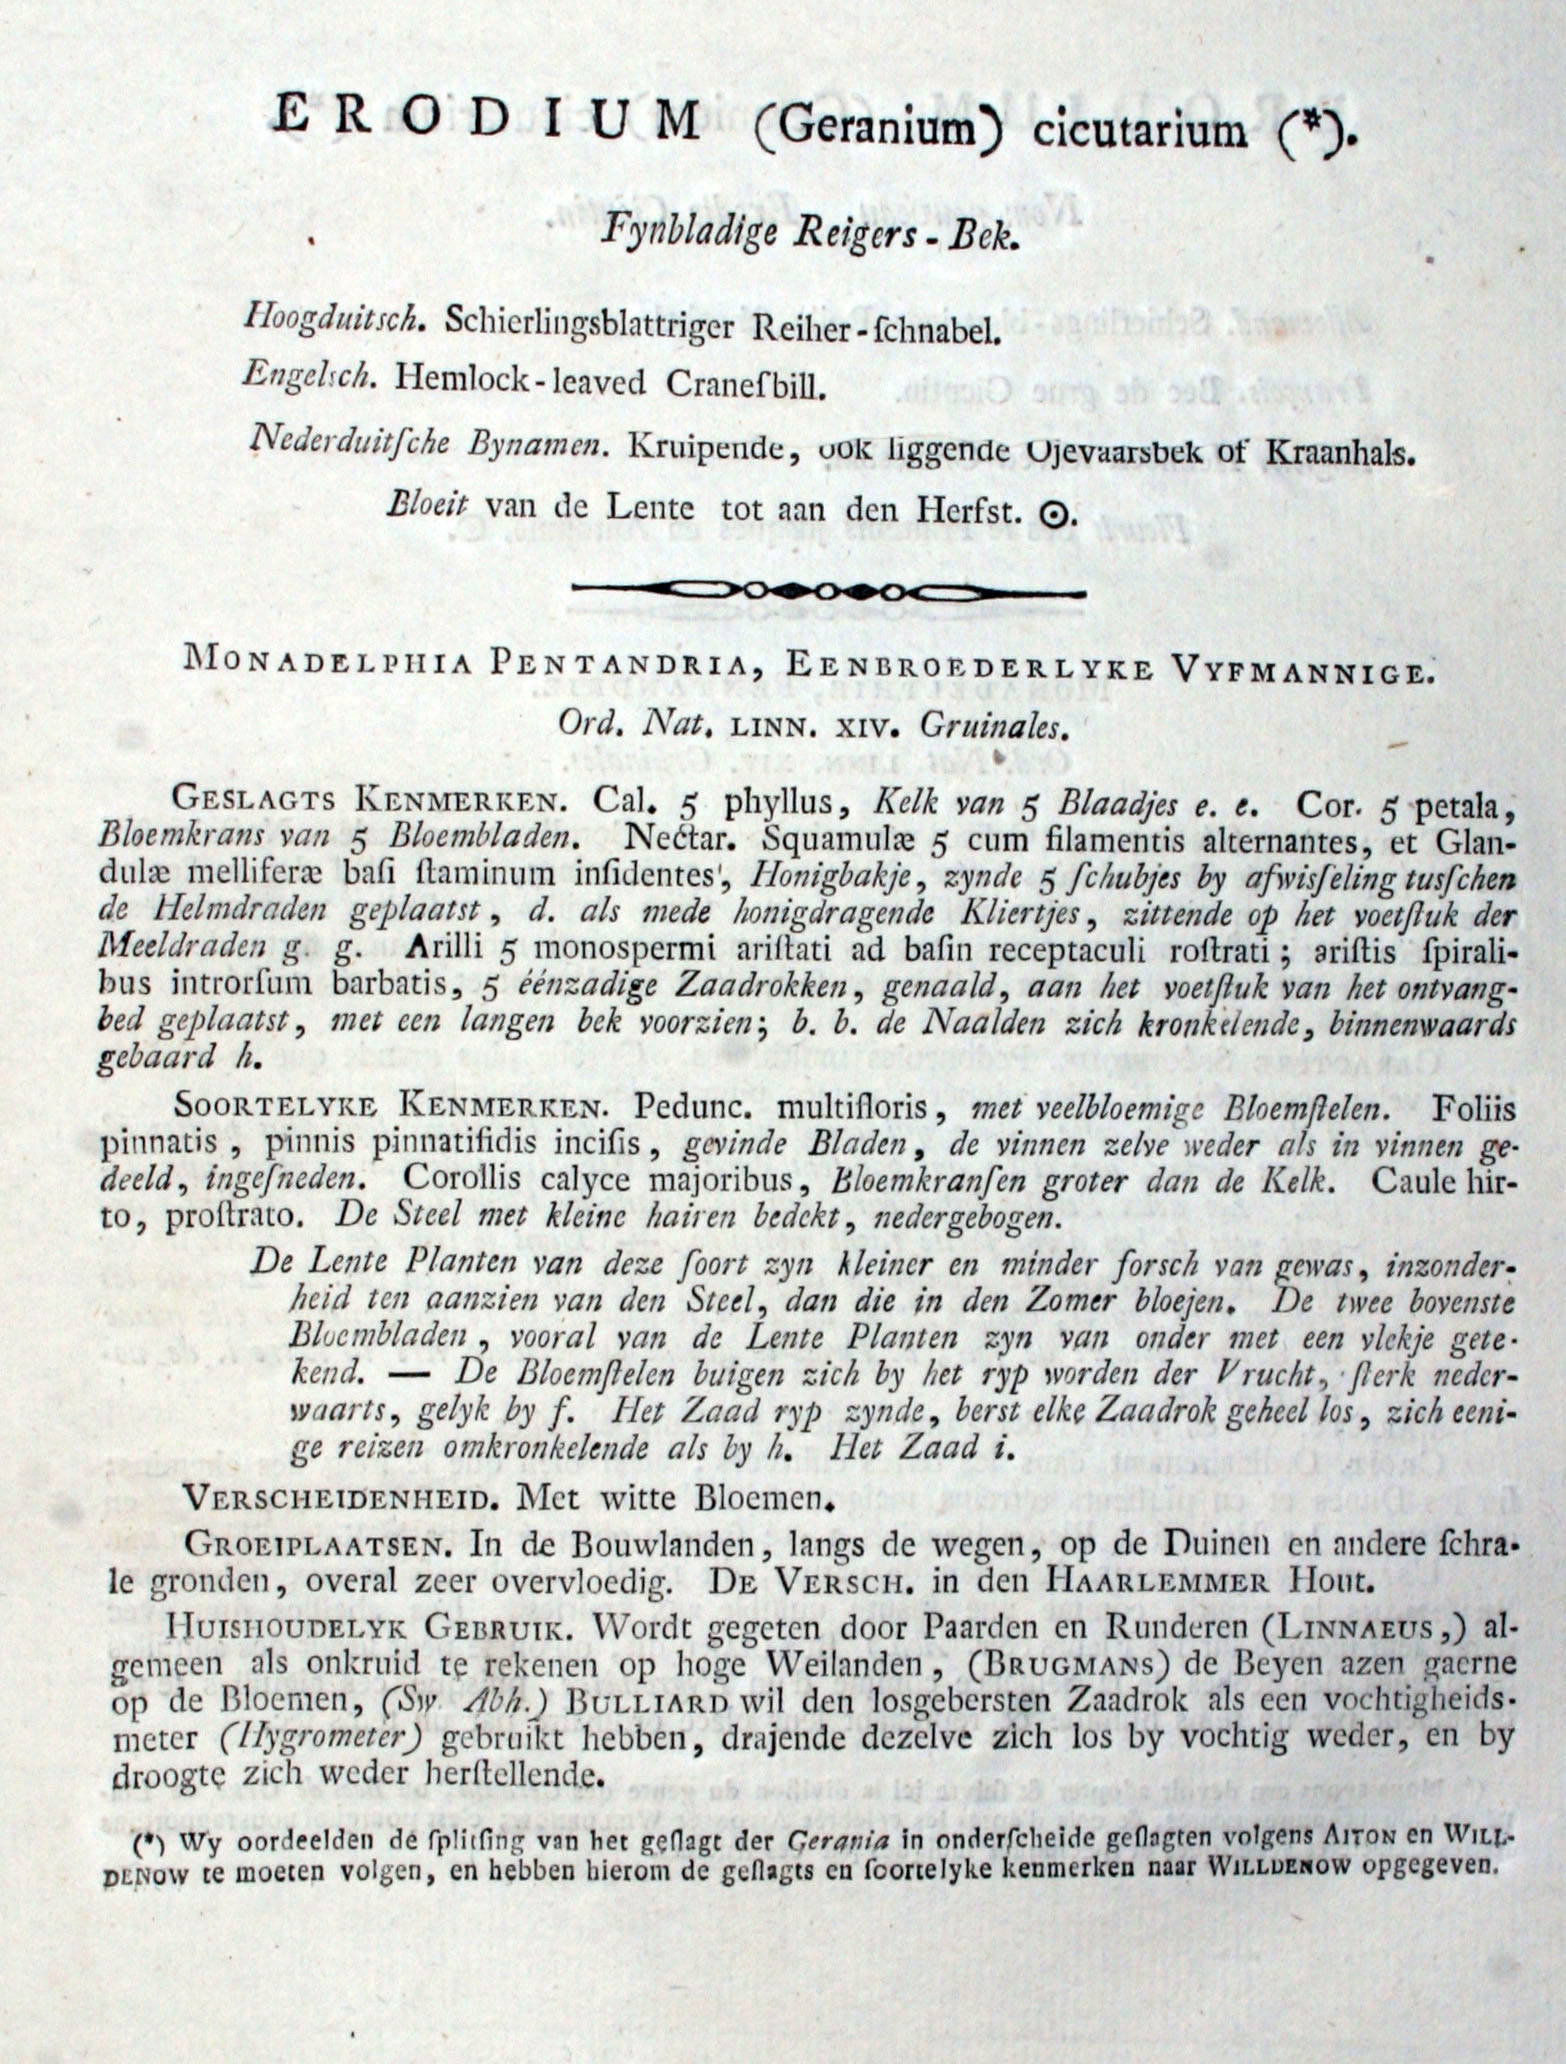 ERODIUM (Geranium) cicutarium (*).
Fynbladige Reigers-Bek.
Hoogduitsch. Schierlingsblattriger Reiher-ſchnabel.
Engelsch. Hemlock-leaved Craneſbill.
Nederduitſche Bynamen. Kruipende, ook liggende Ojevaarsbek of Kraanhals.
Bloeit van de Lente tot aan den Herfst. ☉.
MONADELPHIA PENTANDRIA, EENBROEDERLYKE VYFMANNIGE.
Ord. Nat. LINN. XIV. Gruinales.
GESLAGTS KENMERKEN. Cal. 5 phyllus, Kelk van 5 Blaadjes e. e. Cor. 5 petala,
Bloemkrans van 5 Bloembladen. Nectar. Squamulæ 5 cum filamentis alternantes, et Glan-
dulæ melliferæ baſi ſtaminum inſidentes', Honigbakje, zynde 5 ſchubjes by afwisſeling tusſchen
de Helmdraden geplaatst, d. als mede honigdragende Kliertjes, zittende op het voetſtuk der
Meeldraden g. g. Arilli 5 monospermi ariſtati ad baſin receptaculi roſtrati; ariſtis ſpirali-
bus introrſum barbatis, 5 éénzadige Zaadrokken, genaald, aan het voetſtuk van het ontvang-
bed geplaatst, met een langen bek voorzien; b. b. de Naalden zich kronkelende, binnenwaards
gebaard h.
SOORTELYKE KENMERKEN. Pedunc. multifloris, met veelbloemige Bloemſtelen. Foliis
pinnatis, pinnis pinnatifidis inciſis, gevinde Bladen, de vinnen zelve weder als in vinnen ge-
deeld, ingeſneden. Corollis calyce majoribus, Bloemkranſen groter dan de Kelk. Caule hir-
to, proſtrato. De Steel met kleine hairen bedekt, nedergebogen.
De Lente Planten van deze ſoort zyn kleiner en minder forsch van gewas, inzonder-
heid ten aanzien van den Steel, dan die in den Zomer bloejen. De twee bovenste
Bloembladen, vooral van de Lente Planten zyn van onder met een vlekje gete-
kend. — De Bloemſtelen buigen zich by het ryp worden der Vrucht, ſterk neder-
waarts, gelyk by f. Het Zaad ryp zynde, berst elke Zaadrok geheel los, zich eeni-
ge reizen omkronkelende als by h. Het Zaad i.
VERSCHEIDENHEID. Met witte Bloemen.
GROEIPLAATSEN. In de Bouwlanden, langs de wegen, op de Duinen en andere ſchra-
le gronden, overal zeer overvloedig. DE VERSCH. in den HAARLEMMER Hout.
HUISHOUDELYK GEBRUIK. Wordt gegeten door Paarden en Runderen (LINNAEUS,) al-
gemeen als onkruid te rekenen op hoge Weilanden, (BRUGMANS) de Beyen azen gaerne
op de Bloemen, (Sw. Abh.) BULLIARD wil den losgebersten Zaadrok als een vochtigheids-
meter (Hygrometer) gebruikt hebben, drajende dezelve zich los by vochtig weder, en by
droogte zich weder herſtellende.
(*) Wy oordeelden de ſplitſing van het geſlagt der Gerania in onderſcheide geſlagten volgens AITON en WILL-
DENOW te moeten volgen, en hebben hierom de geſlagts en ſoortelyke kenmerken naar WILLDENOW opgegeven.